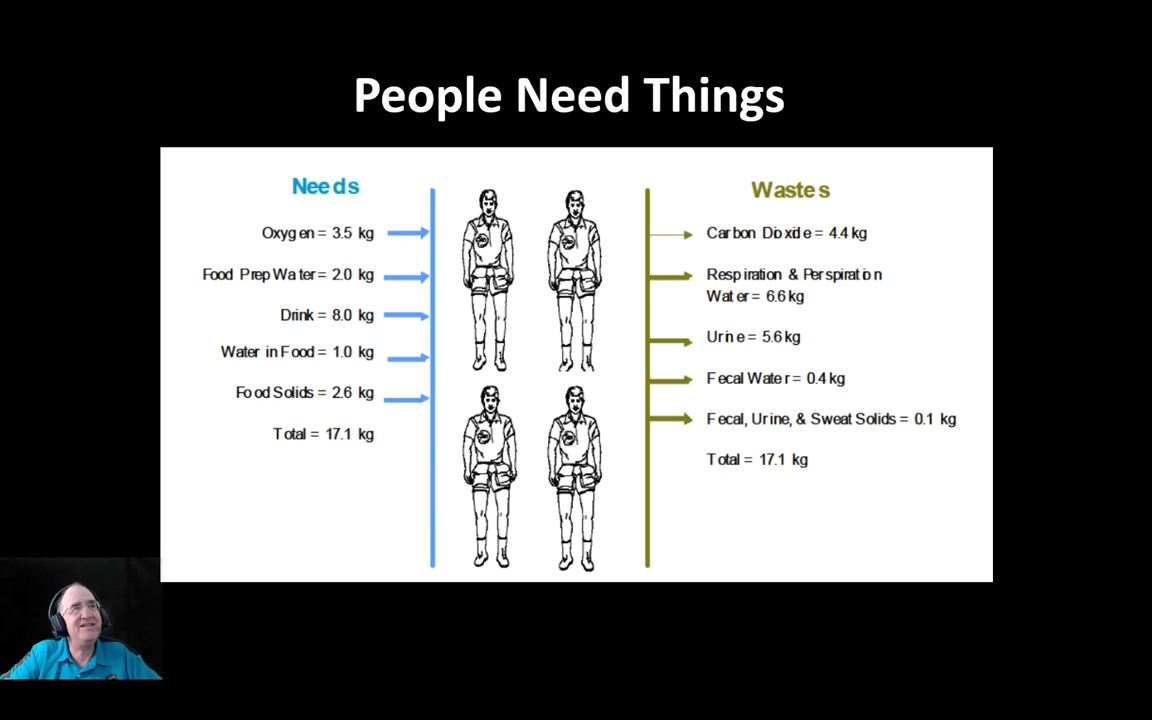 People Need Things
Needs
Oxygen = 3.5 kg
Food Prep Water = 2.0 kg
Drink = 8.0 kg
Water in Food = 1.0 kg
Food Solids = 2.6 kg
Total = 17.1 kg
Wastes
Carbon Dioxide = 4.4 kg
Respiration & Perspiration
Water = 6.6 kg
Urine = 5.6 kg
Fecal Water = 0.4 kg
Fecal, Urine, & Sweat Solids = 0.1 kg
Total = 17.1 kg